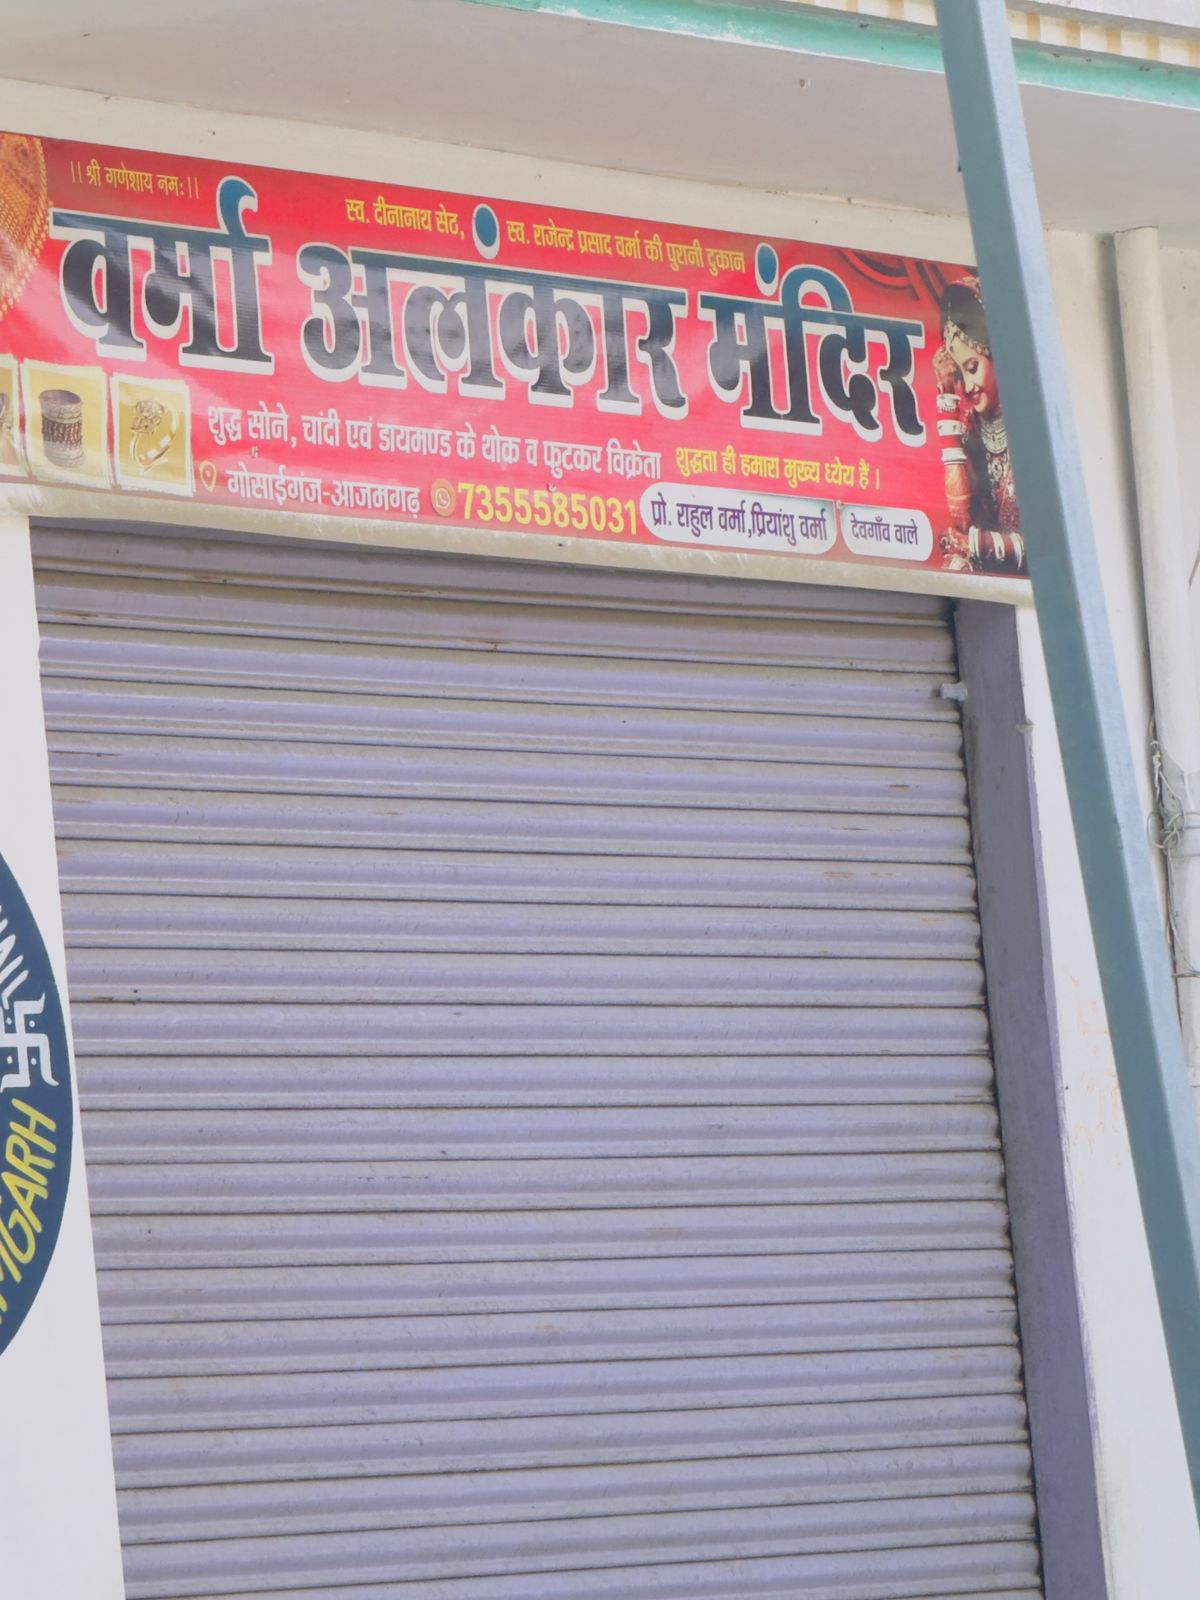 ।। श्री गणेशाय नमः।।
स्व. दीनानाथ सेठ, स्व. राजेन्द्र प्रसाद वर्मा की पुरानी दुकान
वर्मा अलंकार मंदिर
शुद्ध सोने, चांदी एवं डायमण्ड के थोक व फुटकर विक्रेता
शुद्धता ही हमारा मुख्य ध्येय हैं ।
गोसाईगंज-आजमगढ़ 7355585031
प्रो. राहुल वर्मा,प्रियांशु वर्मा
देवगाँव वाले